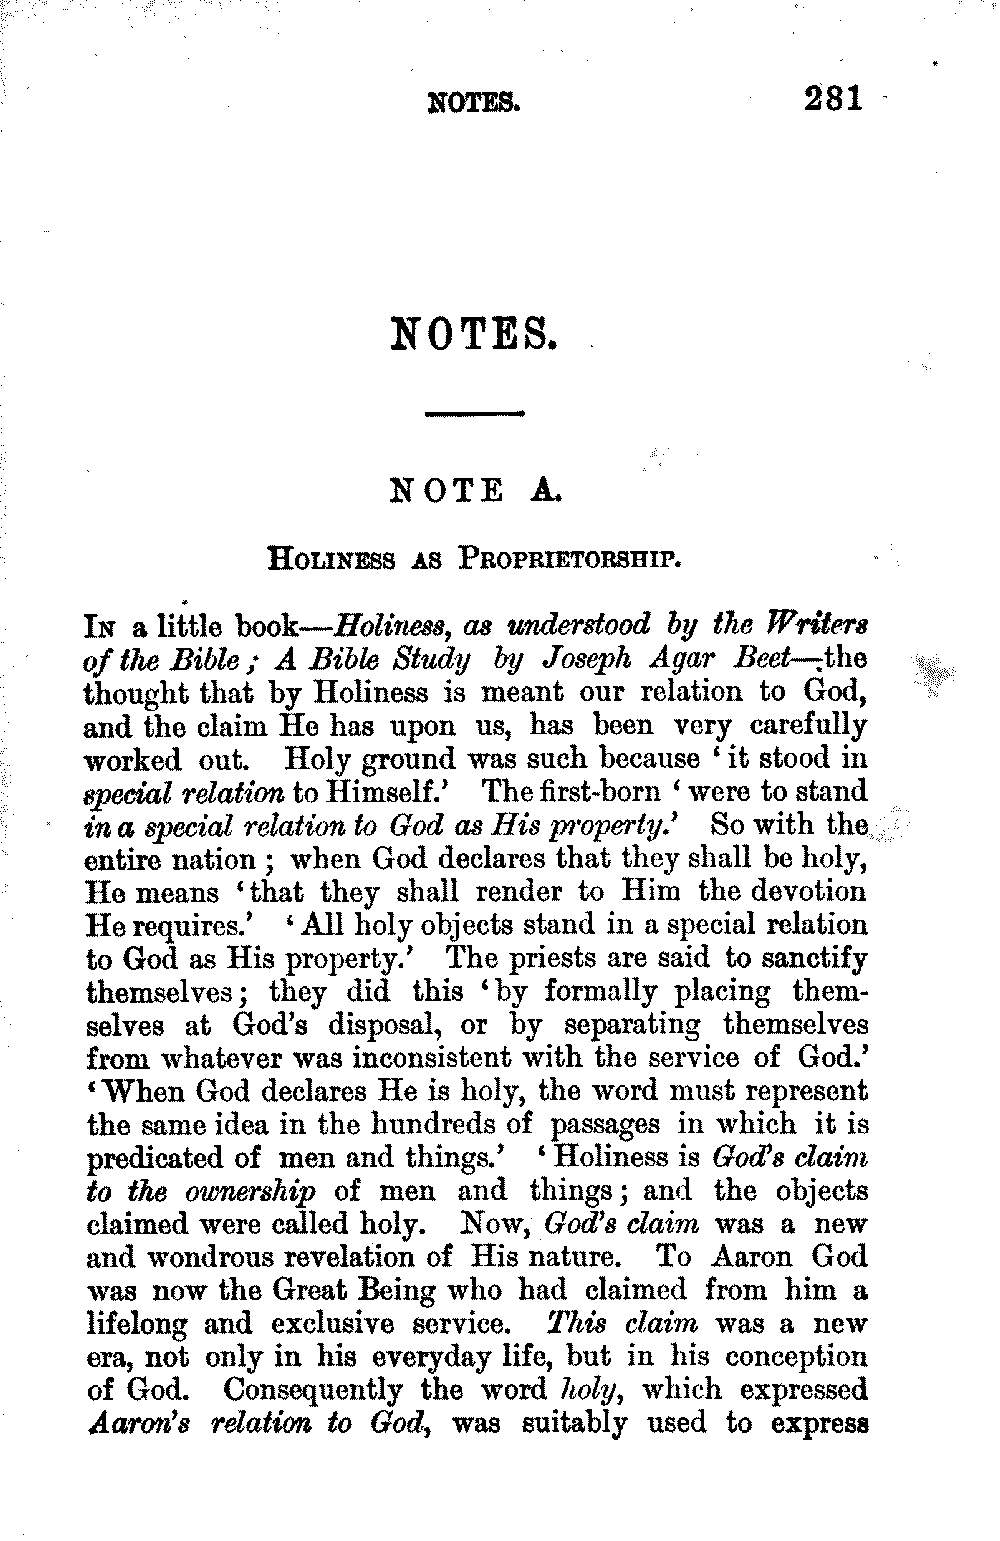 NOTES. 281
NOTES.
NOTE A.
HOLINESS AS PROPRIETORSHIP.
IN a little book—Holiness, as understood by the Writers
of the Bible; A Bible Study by Joseph Agar Beet—the
thought that by Holiness is meant our relation to God,
and the claim He has upon us, has been very carefully
worked out. Holy ground was such because ‘it stood in
special relation to Himself.’ The first-born ‘were to stand
in a special relation to God as His property.’ So with the
entire nation; when God declares that they shall be holy,
He means ‘that they shall render to Him the devotion
He requires.’ ‘All holy objects stand in a special relation
to God as His property.’ The priests are said to sanctify
themselves; they did this ‘by formally placing them-
selves at God’s disposal, or by separating themselves
from whatever was inconsistent with the service of God.’
‘When God declares He is holy, the word must represent
the same idea in the hundreds of passages in which it is
predicated of men and things.’ ‘Holiness is God’s claim
to the ownership of men and things; and the objects
claimed were called holy. Now, God’s claim was a new
and wondrous revelation of His nature. To Aaron God
was now the Great Being who had claimed from him a
lifelong and exclusive service. This claim was a new
era, not only in his everyday life, but in his conception
of God. Consequently the word holy, which expressed
Aaron’s relation to God, was suitably used to express